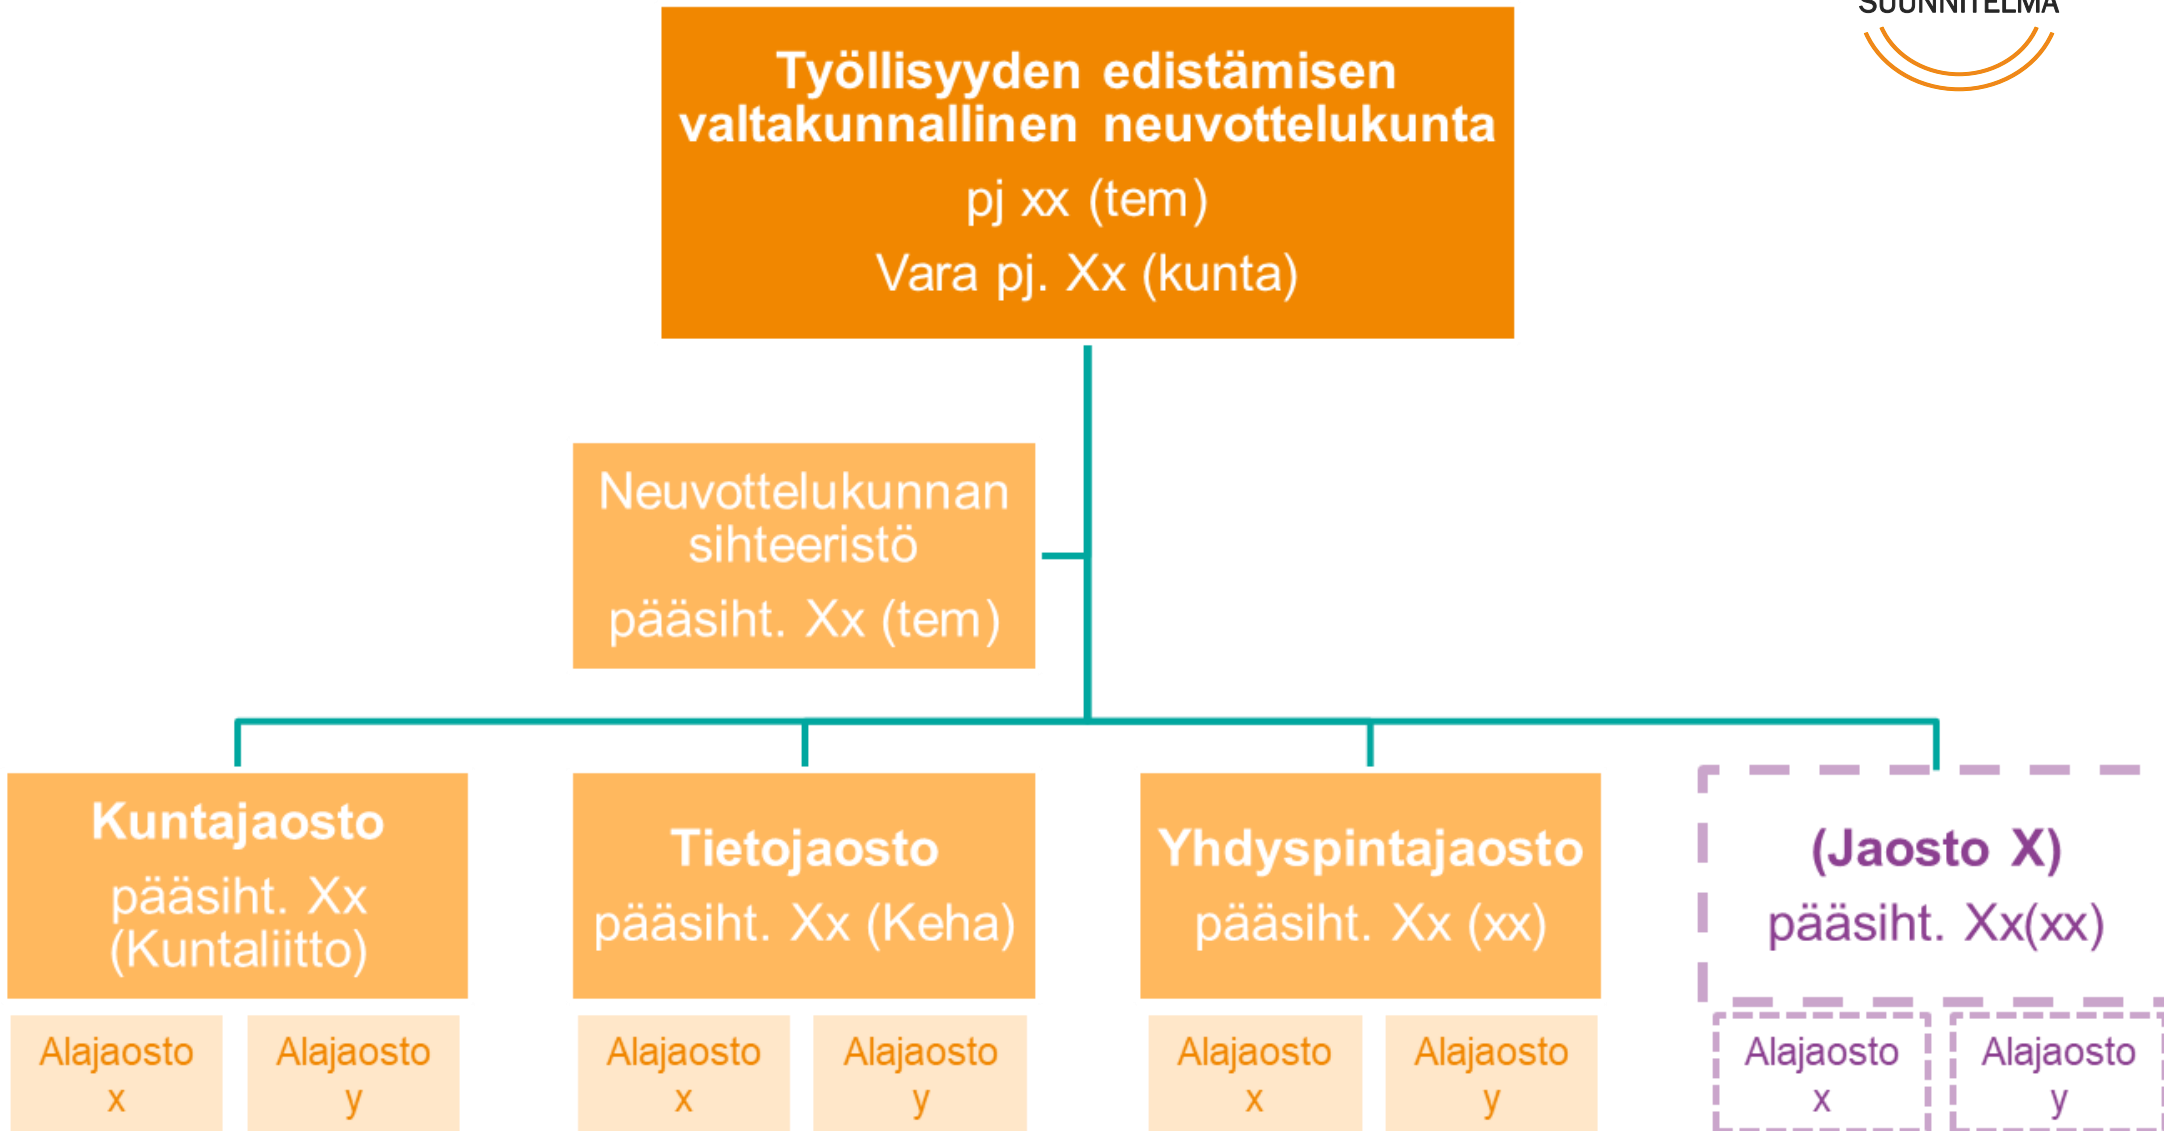 SUUNNITELMA
Työllisyyden edistämisen
valtakunnallinen neuvottelukunta
pj xx (tem)
Vara pj. Xx (kunta)
Neuvottelukunnan
sihteeristö
pääsiht. Xx (tem)
Kuntajaosto
pääsiht. Xx
(Kuntaliitto)
Tietojaosto
pääsiht. Xx (Keha)
Yhdyspintajaosto
pääsiht. Xx (xx)
(Jaosto X)
pääsiht. Xx(xx)
Alajaosto
x
Alajaosto
y
Alajaosto
x
Alajaosto
y
Alajaosto
x
Alajaosto
y
Alajaosto
x
Alajaosto
y